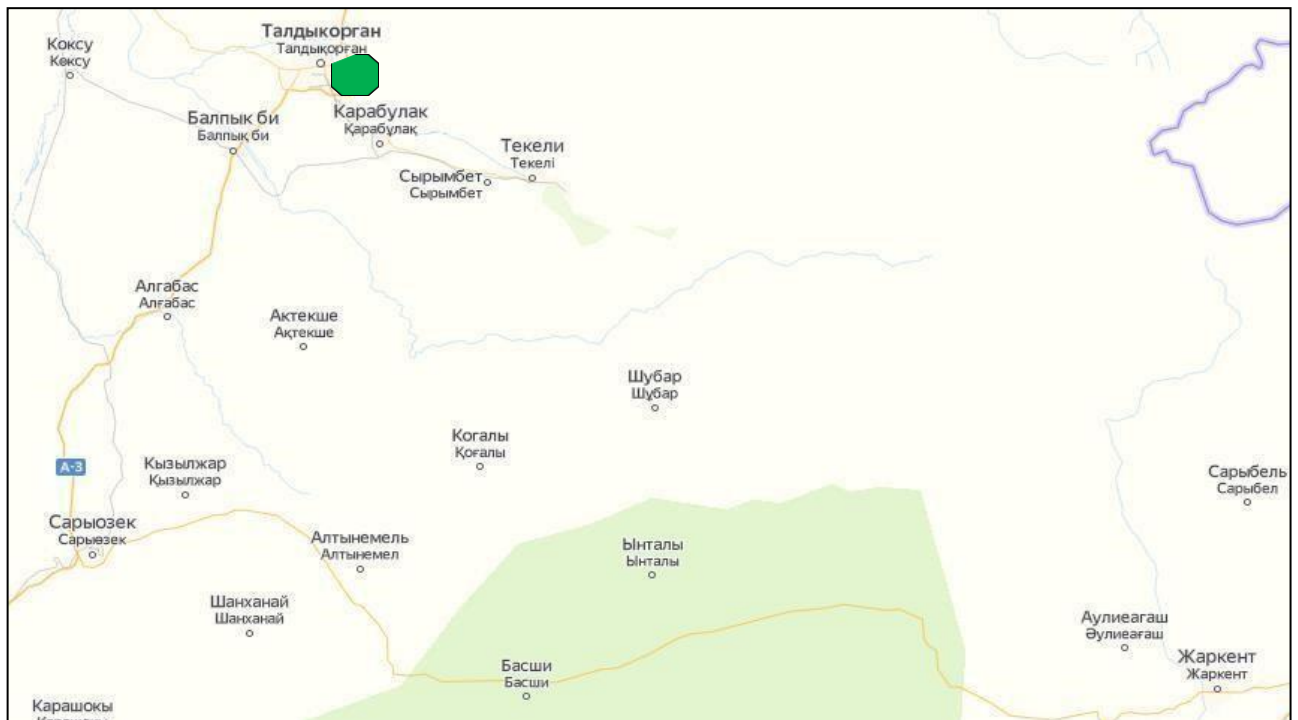 Талдыкорган
Талдықорған
Коксу
Көксу
Балпык би
Балпық би
Карабулак
Қарабұлақ
Текели
Текелі
Сырымбет
Сырымбет
Алгабас
Алғабас
Актекше
Ақтекше
Шубар
Шұбар
Когалы
Қоғалы
А-3
Кызылжар
Қызылжар
Сарыбель
Сарыбел
Сарыозек
Сарыөзек
Алтынемель
Алтынемел
Ынталы
Ынталы
Шанханай
Шанханай
Аулиеагаш
Әулиеағаш
Басши
Басши
Жаркент
Жаркент
Карашокы